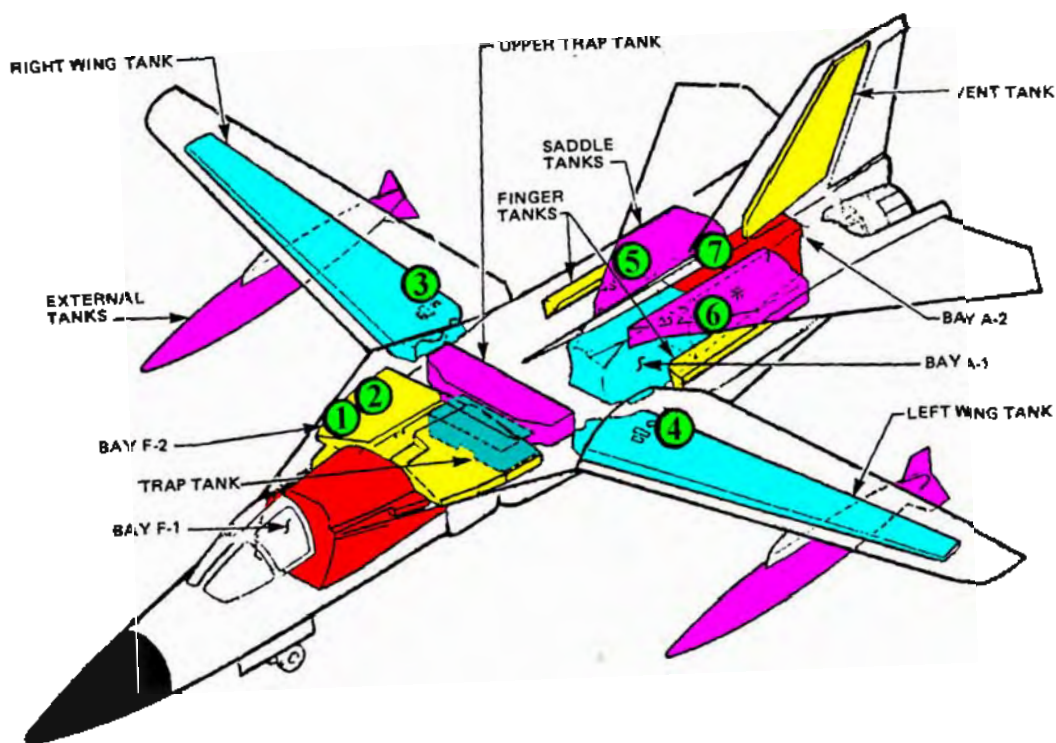 UPPER TRAP TANK
RIGHT WING TANK
VENT TANK
SADDLE
TANKS
FINGER
TANKS
7
5
3
EXTERNAL
TANKS
6
BAY A-2
BAY A-1
2
1
4
LEFT WING TANK
BAY F-2
TRAP TANK
BAY F-1